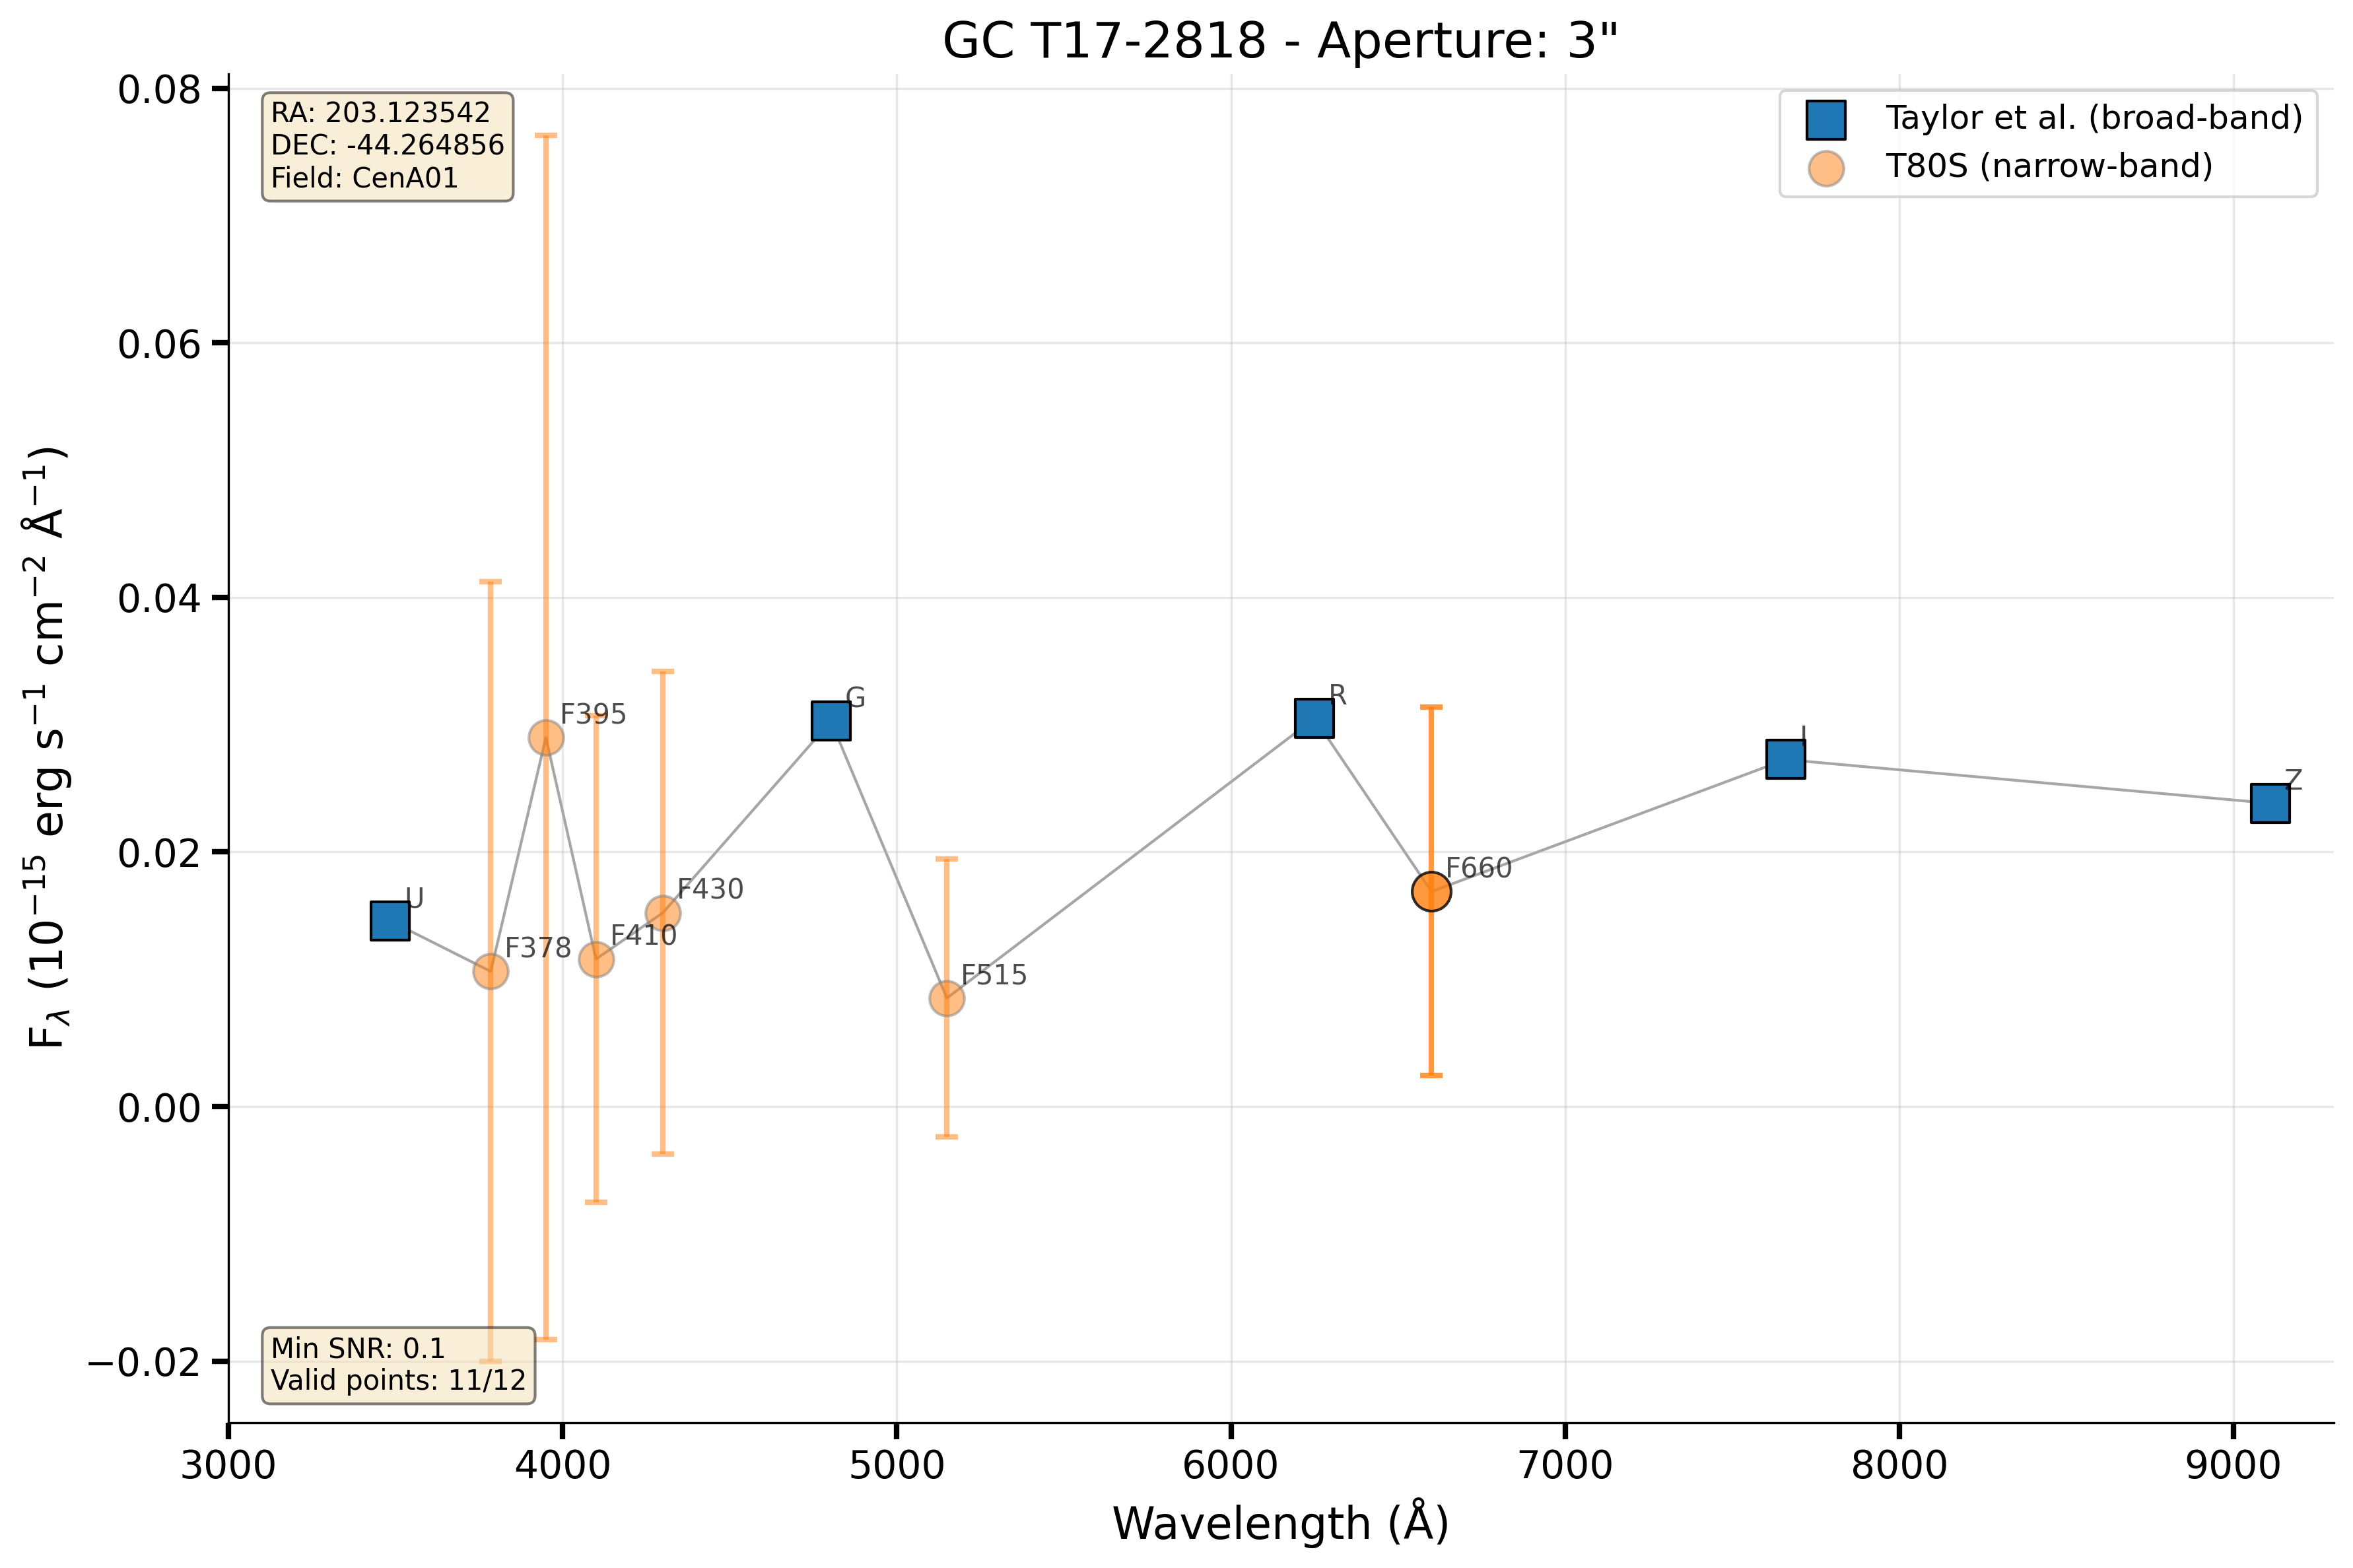 GC T17-2818 - Aperture: 3"
RA: 203.123542
DEC: -44.264856
Field: CenA01
Taylor et al. (broad-band)
T80S (narrow-band)
0.08
0.06
0.04
0.02
0.00
−0.02
F_λ (10⁻¹⁵ erg s⁻¹ cm⁻² Å⁻¹)
U
F378
F395
F410
F430
G
F515
R
F660
I
Z
Min SNR: 0.1
Valid points: 11/12
3000 4000 5000 6000 7000 8000 9000
Wavelength (Å)